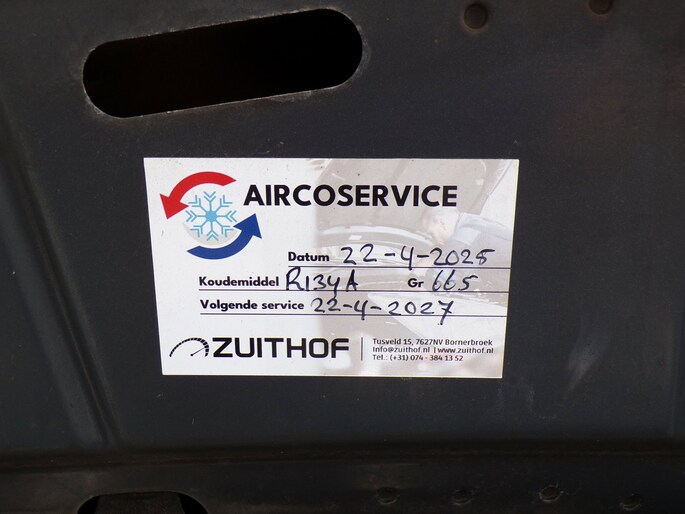 AIRCOSERVICE
Datum 22-4-2025
Koudemiddel R134A Gr 665
Volgende service 22-4-2027
ZUITHOF
Tusveld 15, 7627NV Bornerbroek
info@zuithof.nl | www.zuithof.nl
Tel.: (+31) 074 - 384 13 52